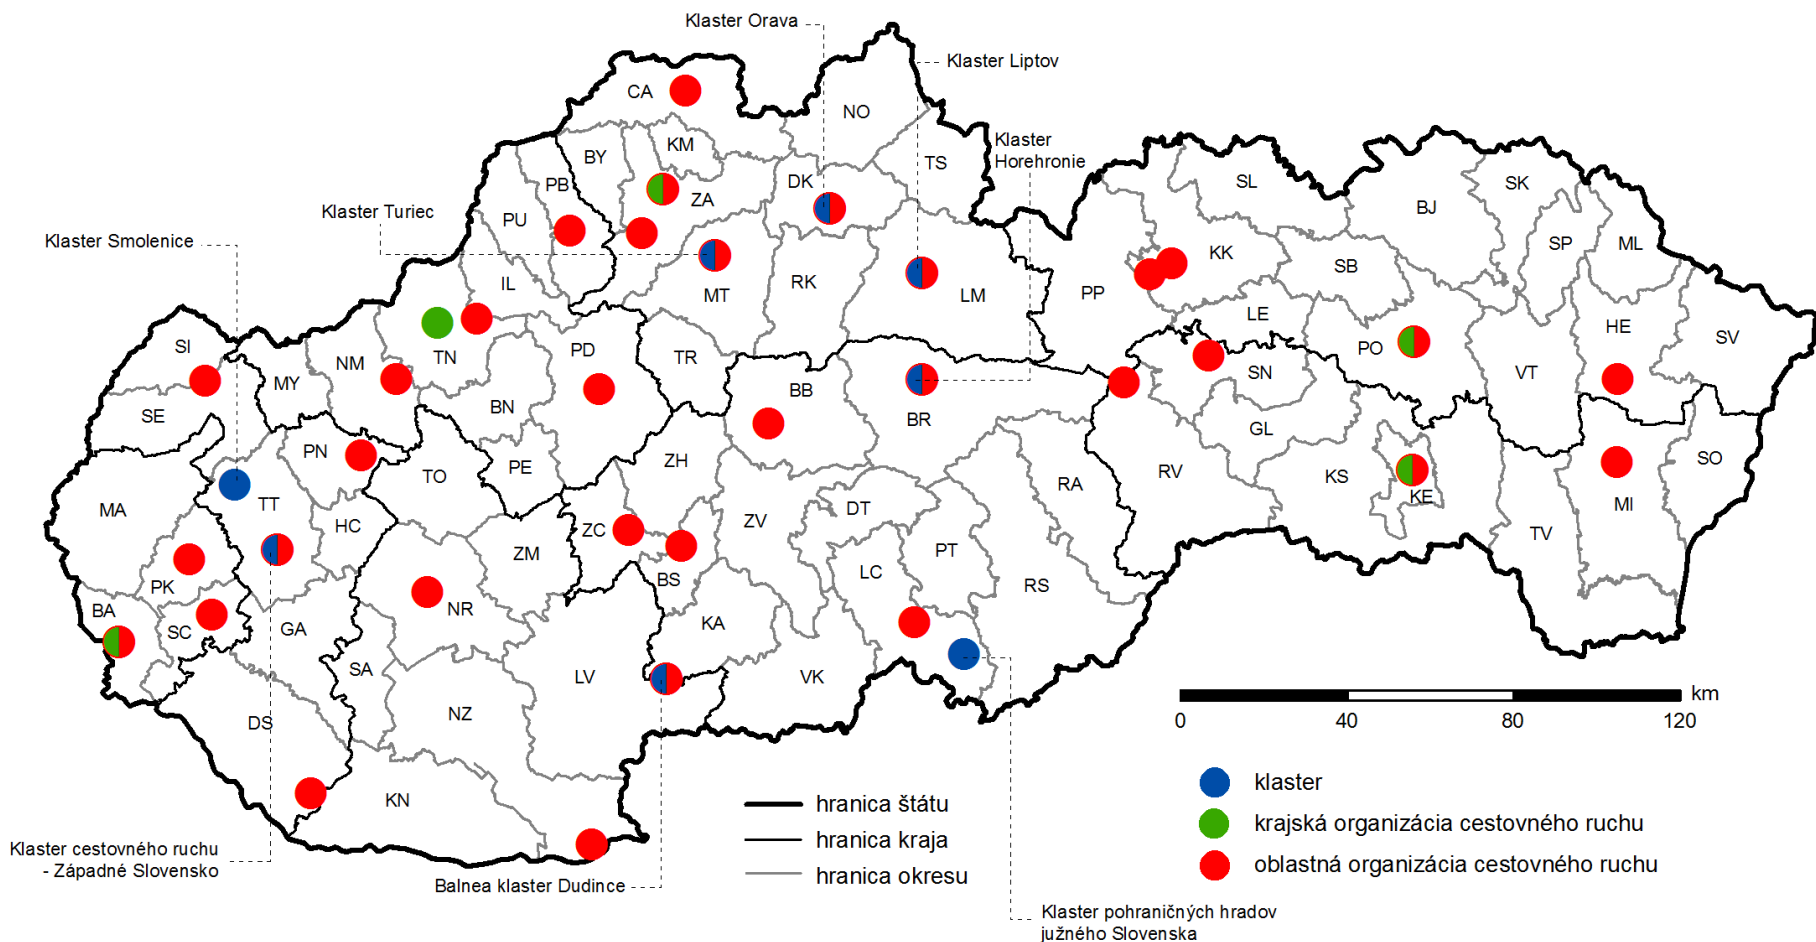 Klaster Orava
Klaster Liptov
Klaster
Horehronie
Klaster Turiec
Klaster Smolenice
CA
NO
KM
BY
TS
PB
DK
ZA
PU
SL
SK
BJ
SP
ML
KK
SB
IL
MT
RK
LM
PP
LE
HE
SV
SI
NM
TN
PD
TR
PO
MY
SN
VT
SE
BN
BB
BR
GL
PN
PE
ZH
SO
TO
RV
KS
KE
MI
MA
TT
HC
RA
ZC
ZV
DT
ZM
PT
TV
PK
BS
LC
RS
BA
SC
GA
NR
KA
SA
LV
VK
DS
NZ
KN
km
0
40
80
120
hranica štátu
hranica kraja
hranica okresu
klaster
krajská organizácia cestovného ruchu
oblastná organizácia cestovného ruchu
Klaster cestovného ruchu
- Západné Slovensko
Balnea klaster Dudince
Klaster pohraničných hradov
južného Slovenska